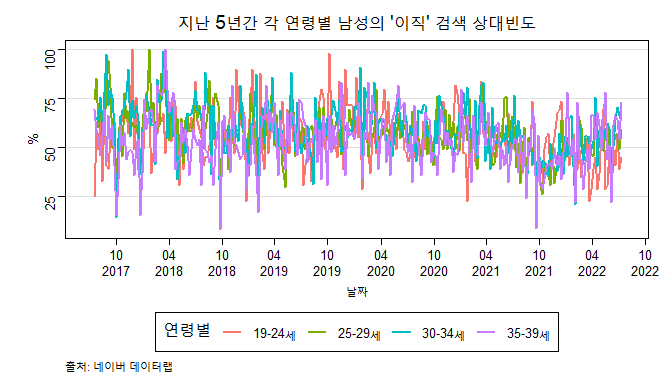 지난 5년간 각 연령별 남성의 '이직' 검색 상대빈도
100
75
50
25
%
10 04 10 04 10 04 10 04 10 04 10
2017 2018 2018 2019 2019 2020 2020 2021 2021 2022 2022
날짜
연령별 19-24세 25-29세 30-34세 35-39세
출처: 네이버 데이터랩